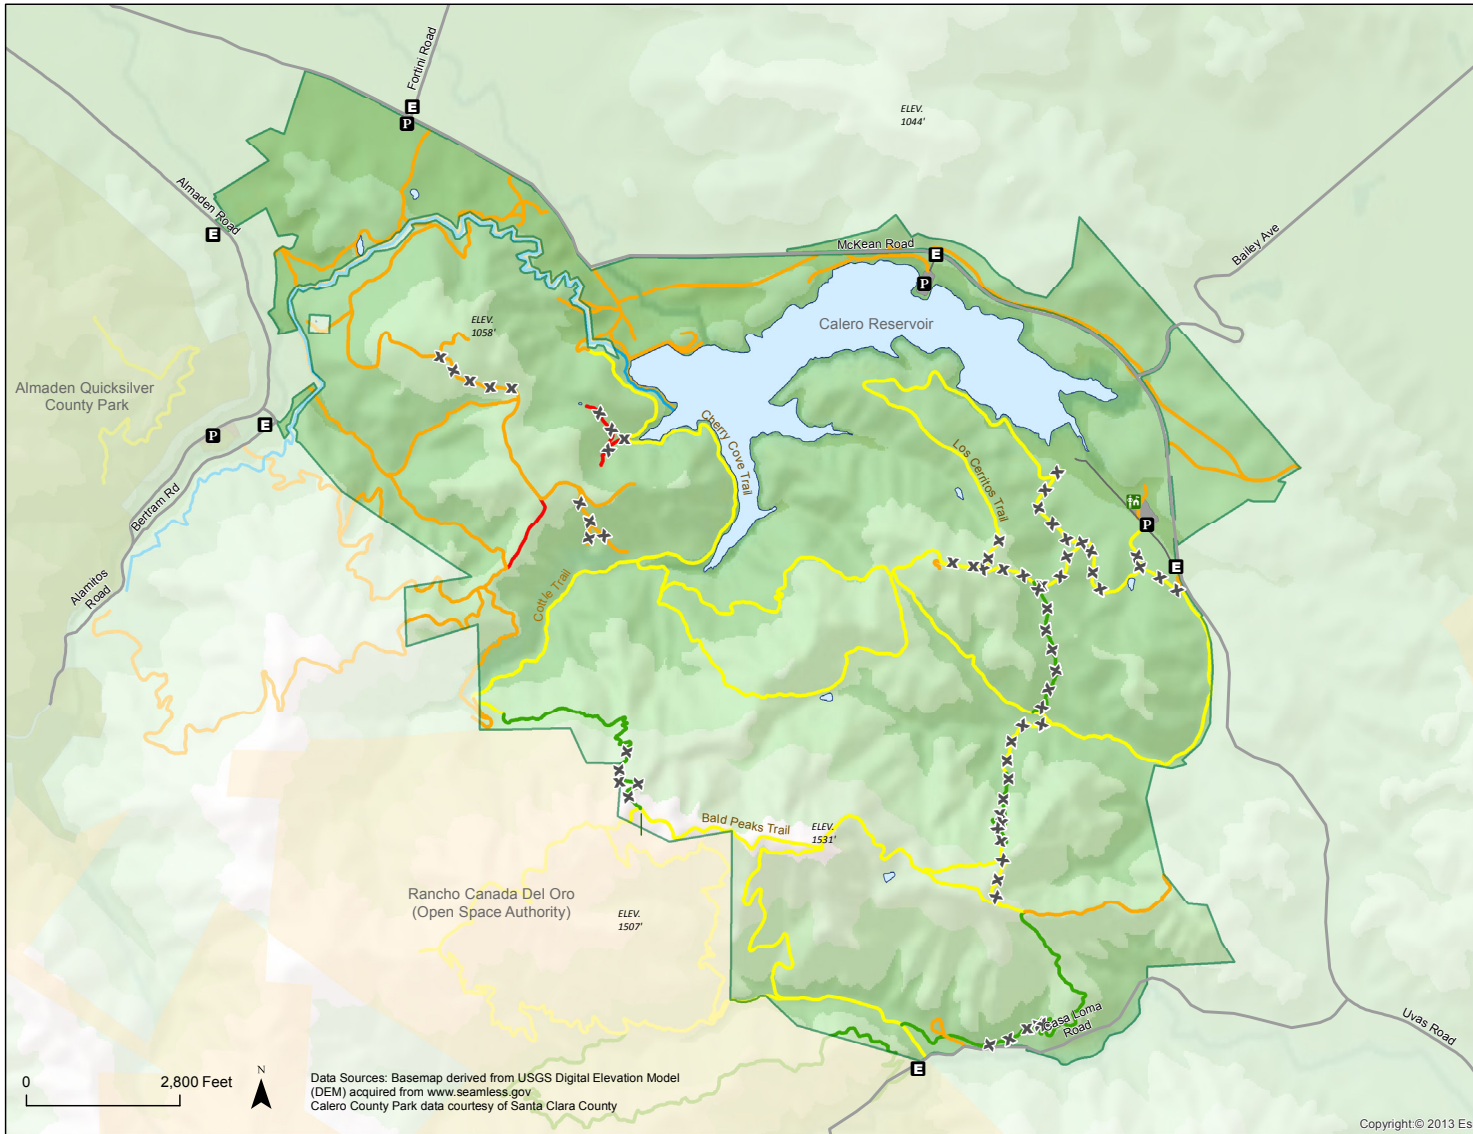 Fortini Road
E
P
ELEV.
1044'
Almaden Road
E
McKean Road
E
Bailey Ave
P
ELEV.
1058'
Calero Reservoir
Almaden Quicksilver
County Park
P
E
Cherry Cove Trail
Los Cerritos Trail
Bertram Rd
P
E
Alamitos
Road
Cottle Trail
Bald Peaks Trail
ELEV.
1531'
Rancho Canada Del Oro
(Open Space Authority)
ELEV.
1507'
Casa Loma
Road
Uvas Road
E
0
2,800 Feet
N
Data Sources: Basemap derived from USGS Digital Elevation Model
(DEM) acquired from www.seamless.gov
Calero County Park data courtesy of Santa Clara County
Copyright:© 2013 Es